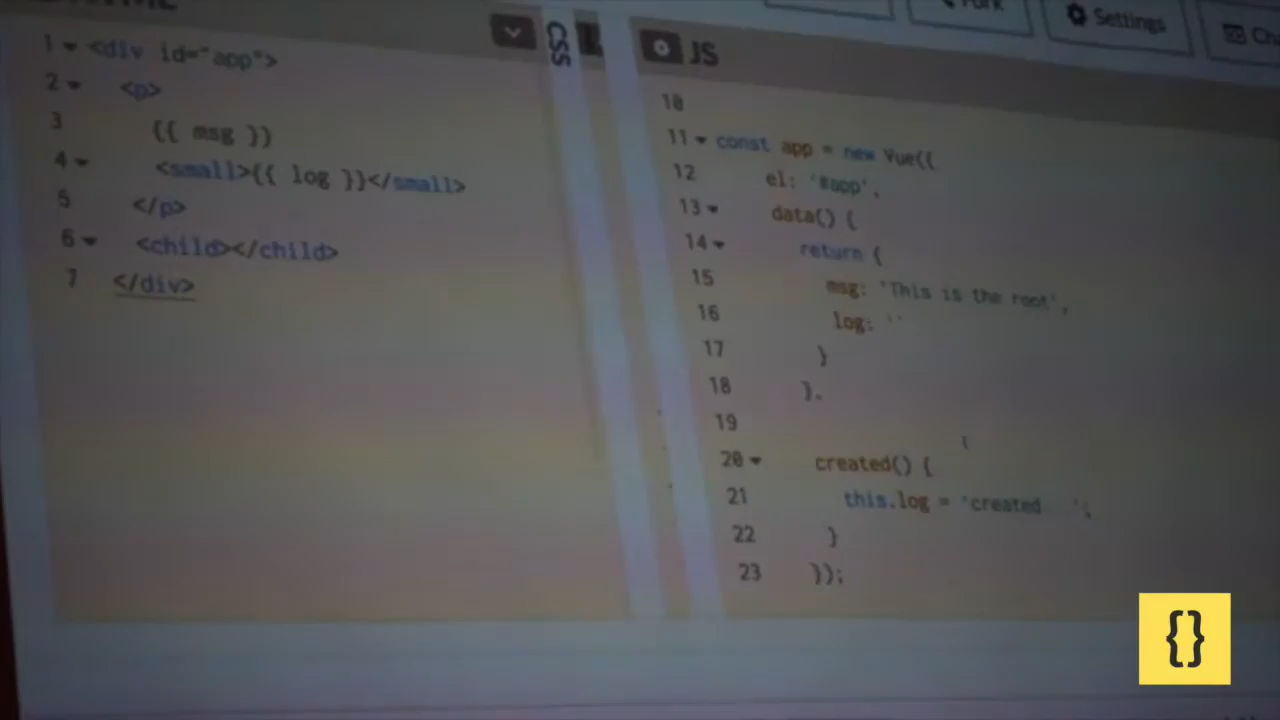 1 <div id="app">
2 <p>
3 {{ msg }}
4 <small>{{ log }}</small>
5 </p>
6 <child></child>
7 </div>
CSS
Fork
Settings
JS
10
11 const app = new Vue({
12 el: '#app',
13 data() {
14 return {
15 msg: 'This is the root',
16 log: ''
17 }
18 },
19
20 created() {
21 this.log = 'created   ';
22 }
23 });
{}